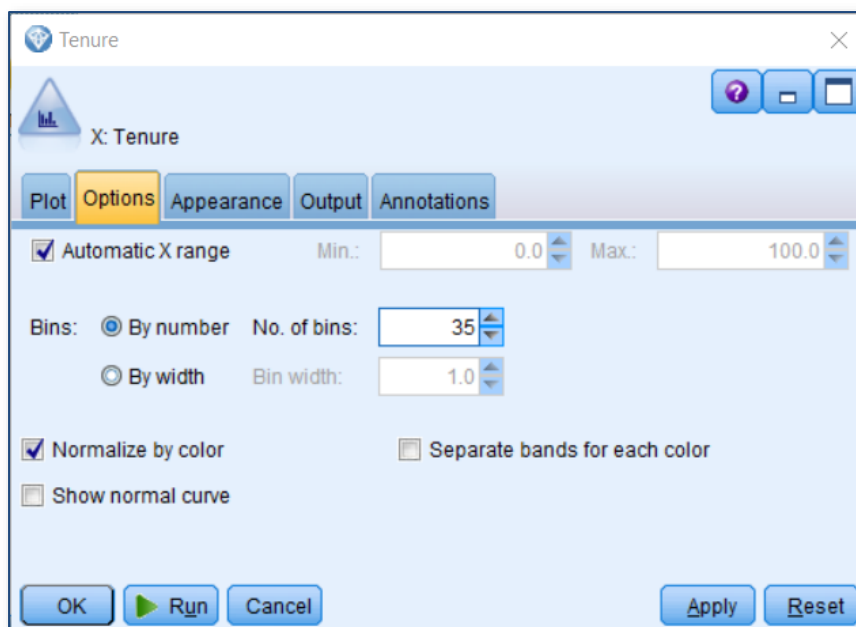 Tenure
X: Tenure
Plot Options Appearance Output Annotations
Automatic X range Min.: 0.0 Max.: 100.0
Bins: By number No. of bins: 35
By width Bin width: 1.0
Normalize by color Separate bands for each color
Show normal curve
OK Run Cancel Apply Reset